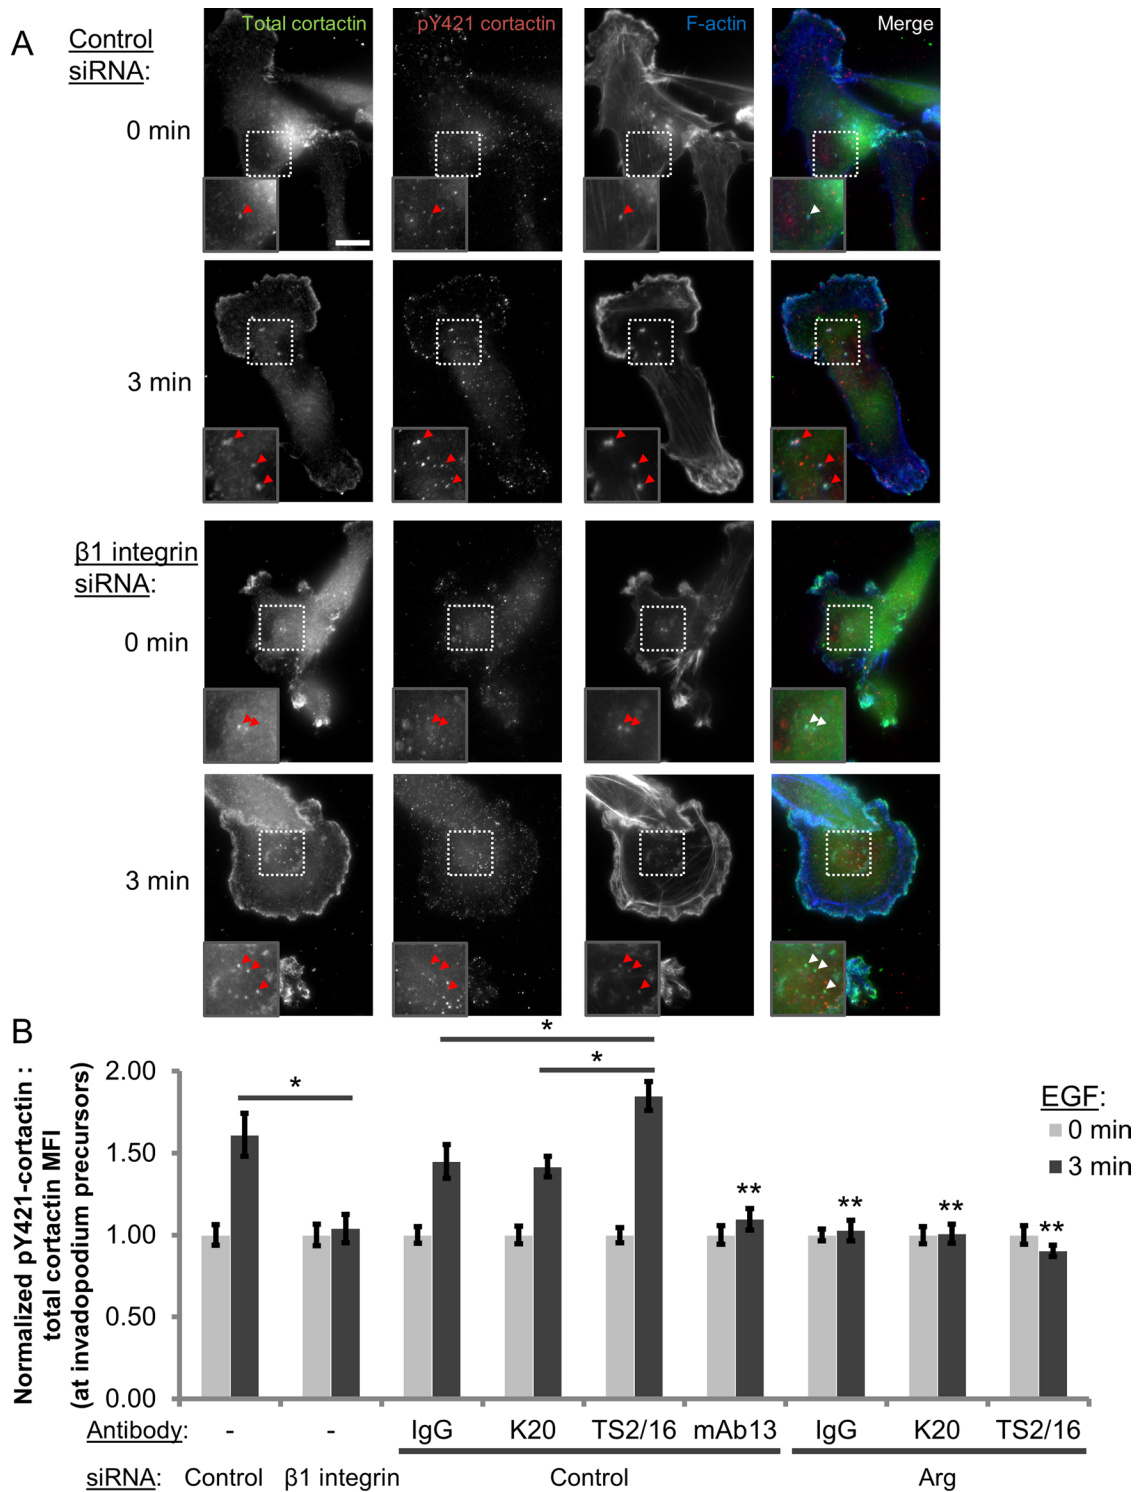 A
Control
siRNA:
Total cortactin
pY421 cortactin
F-actin
Merge
0 min
3 min
β1 integrin
siRNA:
0 min
3 min
B
Normalized pY421-cortactin :
total cortactin MFI
(at invadopodium precursors)
2.00
1.50
1.00
0.50
0.00
*
*
*
**
**
**
**
EGF:
0 min
3 min
Antibody: - - IgG K20 TS2/16 mAb13 IgG K20 TS2/16
siRNA: Control β1 integrin Control Arg